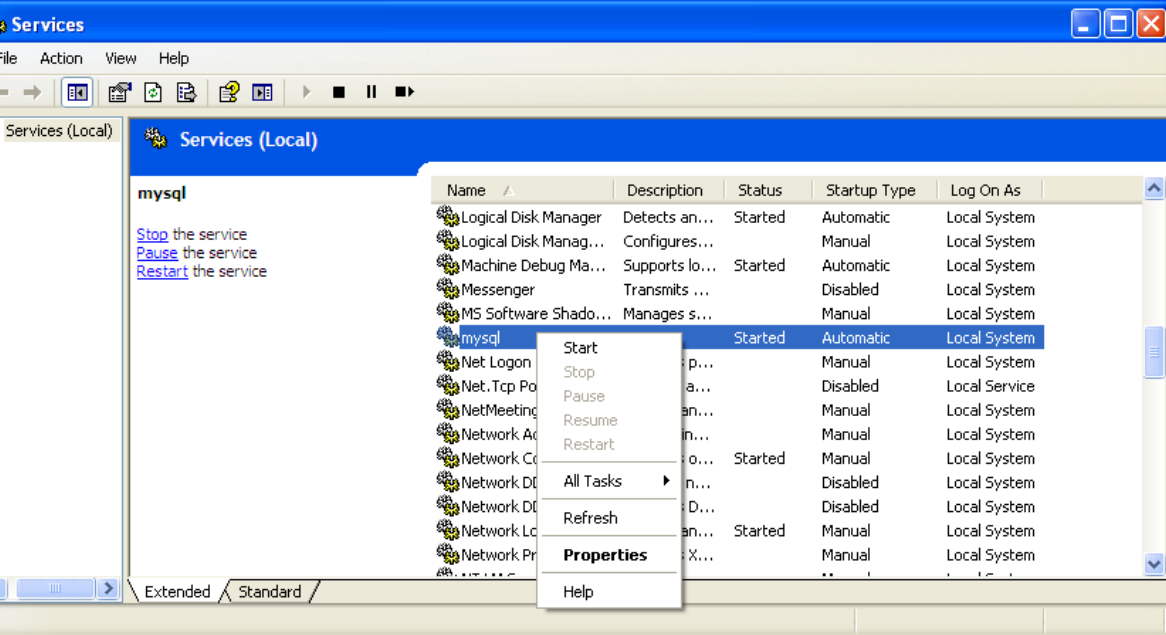 Services
File Action View Help
Services (Local)
Services (Local)
mysql
Stop the service
Pause the service
Restart the service
Name Description Status Startup Type Log On As
Logical Disk Manager Detects an... Started Automatic Local System
Logical Disk Manag... Configures... Manual Local System
Machine Debug Ma... Supports lo... Started Automatic Local System
Messenger Transmits ... Disabled Local System
MS Software Shado... Manages s... Manual Local System
mysql Started Automatic Local System
Net Logon p... Manual Local System
Net.Tcp Po a... Disabled Local Service
NetMeeting an... Manual Local System
Network Ac in... Manual Local System
Network Co o... Started Manual Local System
Network DD n... Disabled Local System
Network DD D... Disabled Local System
Network Lo an... Started Manual Local System
Network Pr X... Manual Local System
Start
Stop
Pause
Resume
Restart
All Tasks
Refresh
Properties
Help
Extended Standard